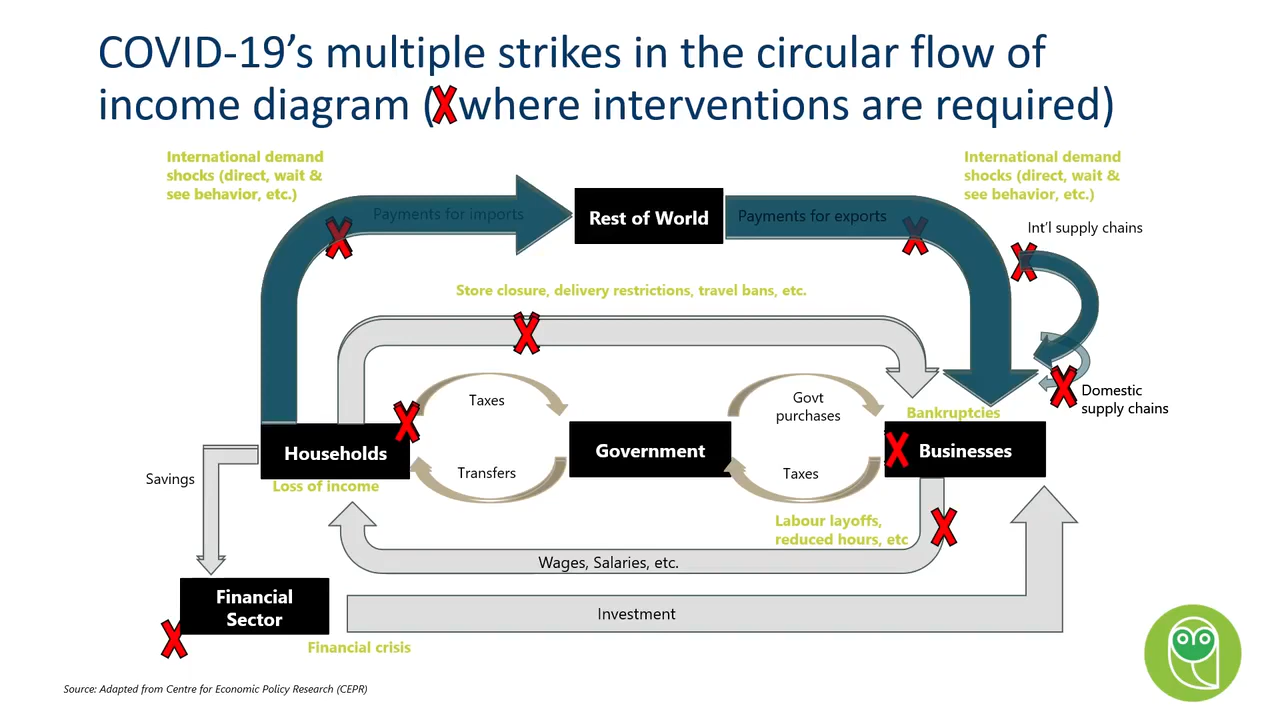 COVID-19's multiple strikes in the circular flow of
income diagram (X where interventions are required)
International demand
shocks (direct, wait &
see behavior, etc.)
International demand
shocks (direct, wait &
see behavior, etc.)
Payments for imports
Rest of World
Payments for exports
Int'l supply chains
Store closure, delivery restrictions, travel bans, etc.
Taxes
Govt
purchases
Domestic
supply chains
Bankruptcies
Households
Government
Businesses
Savings
Transfers
Taxes
Loss of income
Labour layoffs,
reduced hours, etc
Wages, Salaries, etc.
Financial
Sector
Investment
Financial crisis
Source: Adapted from Centre for Economic Policy Research (CEPR)